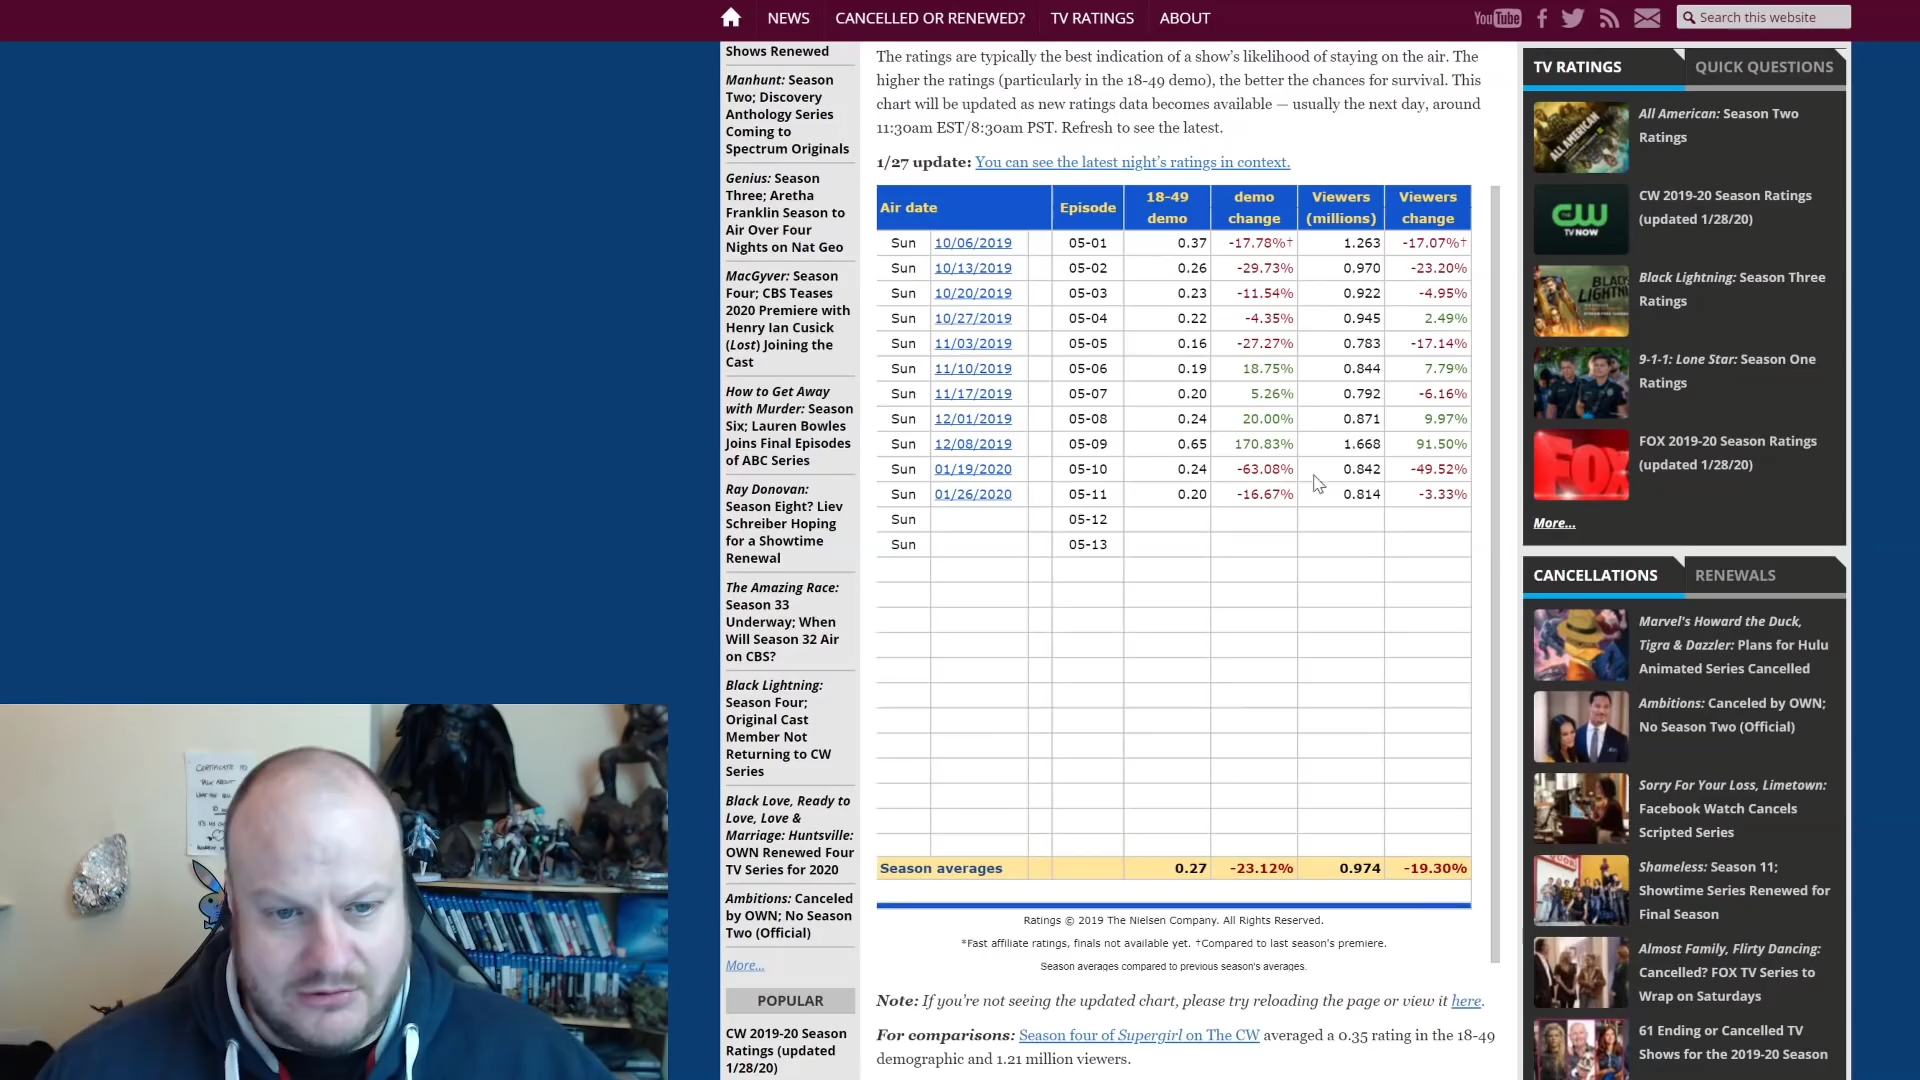 NEWS CANCELLED OR RENEWED? TV RATINGS ABOUT
YouTube
Search this website
Shows Renewed
Manhunt: Season
Two; Discovery
Anthology Series
Coming to
Spectrum Originals
Genius: Season
Three; Aretha
Franklin Season to
Air Over Four
Nights on Nat Geo
MacGyver: Season
Four; CBS Teases
2020 Premiere with
Henry Ian Cusick
(Lost) Joining the
Cast
How to Get Away
with Murder: Season
Six; Lauren Bowles
Joins Final Episodes
of ABC Series
Ray Donovan:
Season Eight? Liev
Schreiber Hoping
for a Showtime
Renewal
The Amazing Race:
Season 33
Underway; When
Will Season 32 Air
on CBS?
Black Lightning:
Season Four;
Original Cast
Member Not
Returning to CW
Series
Black Love, Ready to
Love, Love &
Marriage: Huntsville:
OWN Renewed Four
TV Series for 2020
Ambitions: Canceled
by OWN; No Season
Two (Official)
More...
POPULAR
CW 2019-20 Season
Ratings (updated
1/28/20)
The ratings are typically the best indication of a show's likelihood of staying on the air. The
higher the ratings (particularly in the 18-49 demo), the better the chances for survival. This
chart will be updated as new ratings data becomes available — usually the next day, around
11:30am EST/8:30am PST. Refresh to see the latest.
1/27 update: You can see the latest night's ratings in context.
Air date Episode 18-49 demo demo change Viewers (millions) Viewers change
Sun 10/06/2019 05-01 0.37 -17.78%† 1.263 -17.07%†
Sun 10/13/2019 05-02 0.26 -29.73% 0.970 -23.20%
Sun 10/20/2019 05-03 0.23 -11.54% 0.922 -4.95%
Sun 10/27/2019 05-04 0.22 -4.35% 0.945 2.49%
Sun 11/03/2019 05-05 0.16 -27.27% 0.783 -17.14%
Sun 11/10/2019 05-06 0.19 18.75% 0.844 7.79%
Sun 11/17/2019 05-07 0.20 5.26% 0.792 -6.16%
Sun 12/01/2019 05-08 0.24 20.00% 0.871 9.97%
Sun 12/08/2019 05-09 0.65 170.83% 1.668 91.50%
Sun 01/19/2020 05-10 0.24 -63.08% 0.842 -49.52%
Sun 01/26/2020 05-11 0.20 -16.67% 0.814 -3.33%
Sun 05-12
Sun 05-13
Season averages 0.27 -23.12% 0.974 -19.30%
Ratings © 2019 The Nielsen Company. All Rights Reserved.
*Fast affiliate ratings, finals not available yet. †Compared to last season's premiere.
Season averages compared to previous season's averages.
Note: If you're not seeing the updated chart, please try reloading the page or view it here.
For comparisons: Season four of Supergirl on The CW averaged a 0.35 rating in the 18-49
demographic and 1.21 million viewers.
TV RATINGS QUICK QUESTIONS
ALL AMERICAN
All American: Season Two
Ratings
CW
TV NOW
CW 2019-20 Season Ratings
(updated 1/28/20)
BLACK
Black Lightning: Season Three
Ratings
9-1-1: Lone Star: Season One
Ratings
FOX
FOX 2019-20 Season Ratings
(updated 1/28/20)
More...
CANCELLATIONS RENEWALS
Marvel's Howard the Duck,
Tigra & Dazzler: Plans for Hulu
Animated Series Cancelled
Ambitions: Canceled by OWN;
No Season Two (Official)
Sorry For Your Loss, Limetown:
Facebook Watch Cancels
Scripted Series
Shameless: Season 11;
Showtime Series Renewed for
Final Season
Almost Family, Flirty Dancing:
Cancelled? FOX TV Series to
Wrap on Saturdays
61 Ending or Cancelled TV
Shows for the 2019-20 Season
CERTIFICATE TO
TALK ABOUT